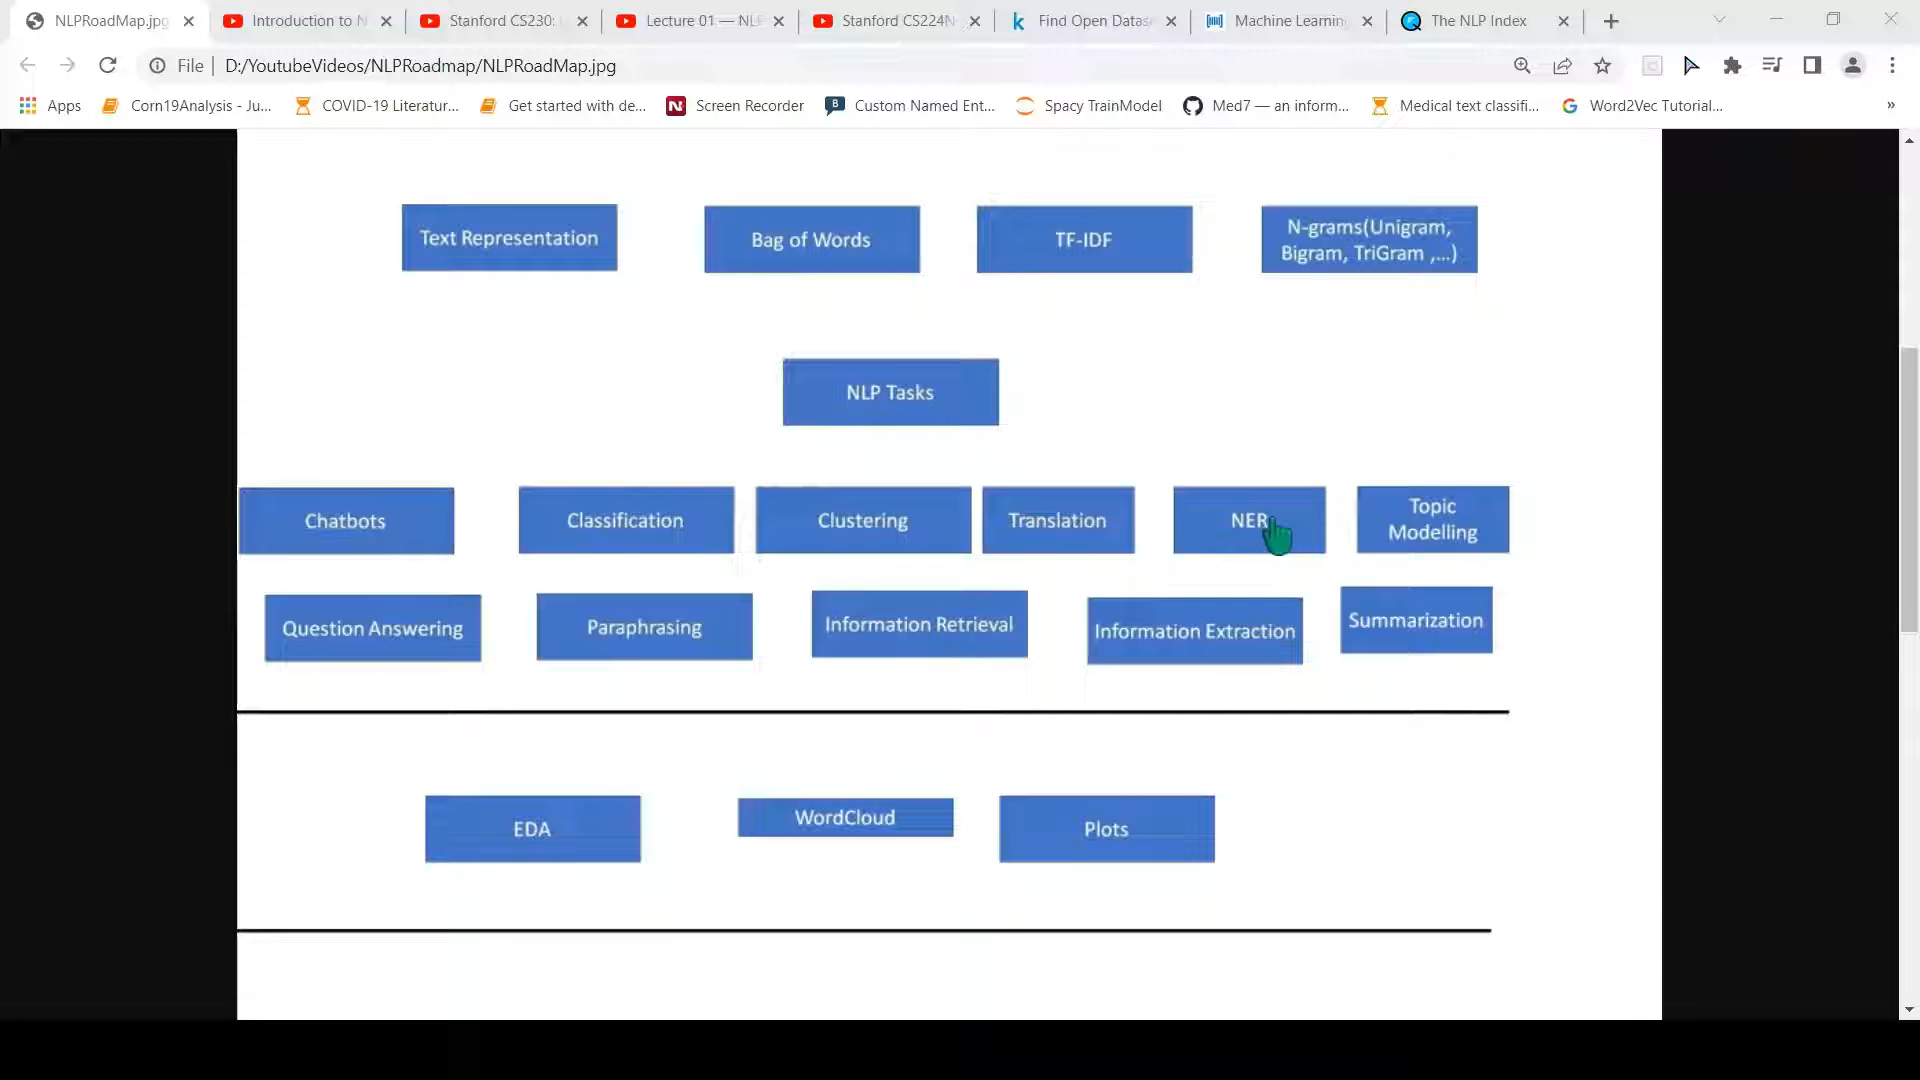 NLPRoadMap.jpg
Introduction to N
Stanford CS230:
Lecture 01 — NLP
Stanford CS224N
Find Open Datas
Machine Learning
The NLP Index
File
D:/YoutubeVideos/NLPRoadmap/NLPRoadMap.jpg
Apps
Corn19Analysis - Ju...
COVID-19 Literatur...
Get started with de...
Screen Recorder
Custom Named Ent...
Spacy TrainModel
Med7 — an inform...
Medical text classifi...
Word2Vec Tutorial...
»
Text Representation
Bag of Words
TF-IDF
N-grams(Unigram,
Bigram, TriGram ,...)
NLP Tasks
Chatbots
Classification
Clustering
Translation
NER
Topic
Modelling
Question Answering
Paraphrasing
Information Retrieval
Information Extraction
Summarization
EDA
WordCloud
Plots